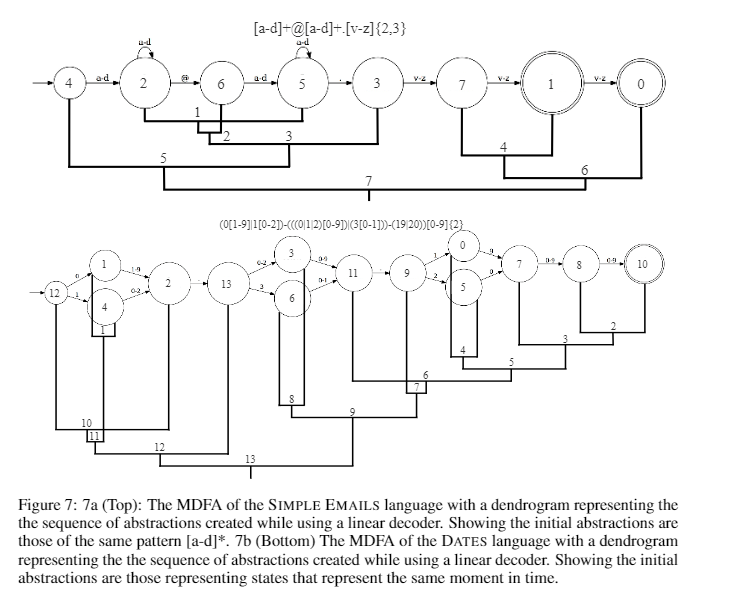 [a-d]+@[a-d]+.[v-z]{2,3}
a-d a-d
4 a-d 2 @ 6 a-d 5 . 3 v-z 7 v-z 1 v-z 0
1
2 3
4
5
6
7
(0[1-9]|1[0-2])-(((0|1|2)[0-9])|(3[0-1]))-(19|20))[0-9]{2}
12 0 1 1 4 1-9 0-2 2 - 13 0-2 3 3 6 0-9 0-1 11 - 9 1 2 0 5 9 0 7 0-9 8 0-9 10
1
2
3
4
5
6
7
8
9
10
11
12
13
Figure 7: 7a (Top): The MDFA of the SIMPLE EMAILS language with a dendrogram representing the
the sequence of abstractions created while using a linear decoder. Showing the initial abstractions are
those of the same pattern [a-d]*. 7b (Bottom) The MDFA of the DATES language with a dendrogram
representing the the sequence of abstractions created while using a linear decoder. Showing the initial
abstractions are those representing states that represent the same moment in time.